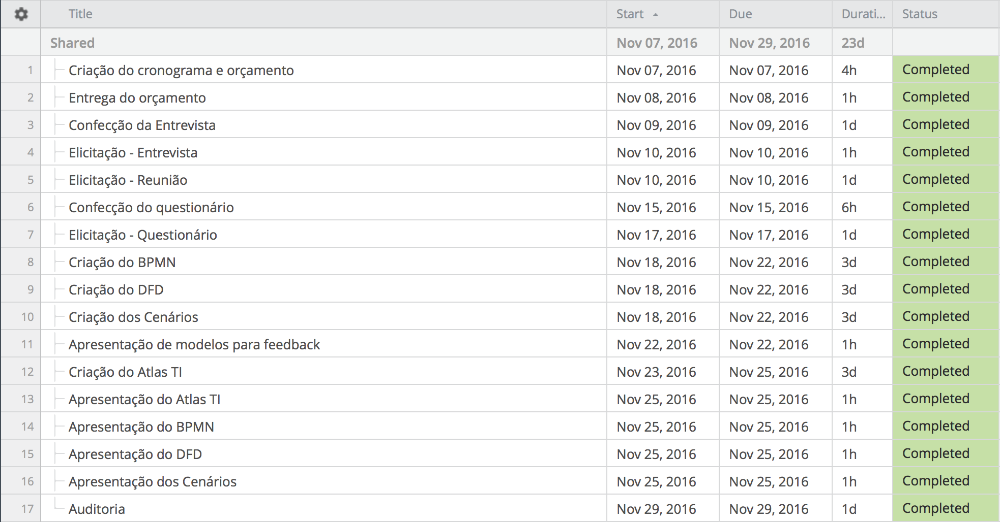 Title Start Due Durati... Status
Shared Nov 07, 2016 Nov 29, 2016 23d
1 Criação do cronograma e orçamento Nov 07, 2016 Nov 07, 2016 4h Completed
2 Entrega do orçamento Nov 08, 2016 Nov 08, 2016 1h Completed
3 Confecção da Entrevista Nov 09, 2016 Nov 09, 2016 1d Completed
4 Elicitação - Entrevista Nov 10, 2016 Nov 10, 2016 1h Completed
5 Elicitação - Reunião Nov 10, 2016 Nov 10, 2016 1d Completed
6 Confecção do questionário Nov 15, 2016 Nov 15, 2016 6h Completed
7 Elicitação - Questionário Nov 17, 2016 Nov 17, 2016 1d Completed
8 Criação do BPMN Nov 18, 2016 Nov 22, 2016 3d Completed
9 Criação do DFD Nov 18, 2016 Nov 22, 2016 3d Completed
10 Criação dos Cenários Nov 18, 2016 Nov 22, 2016 3d Completed
11 Apresentação de modelos para feedback Nov 22, 2016 Nov 22, 2016 1h Completed
12 Criação do Atlas TI Nov 23, 2016 Nov 25, 2016 3d Completed
13 Apresentação do Atlas TI Nov 25, 2016 Nov 25, 2016 1h Completed
14 Apresentação do BPMN Nov 25, 2016 Nov 25, 2016 1h Completed
15 Apresentação do DFD Nov 25, 2016 Nov 25, 2016 1h Completed
16 Apresentação dos Cenários Nov 25, 2016 Nov 25, 2016 1h Completed
17 Auditoria Nov 29, 2016 Nov 29, 2016 1d Completed